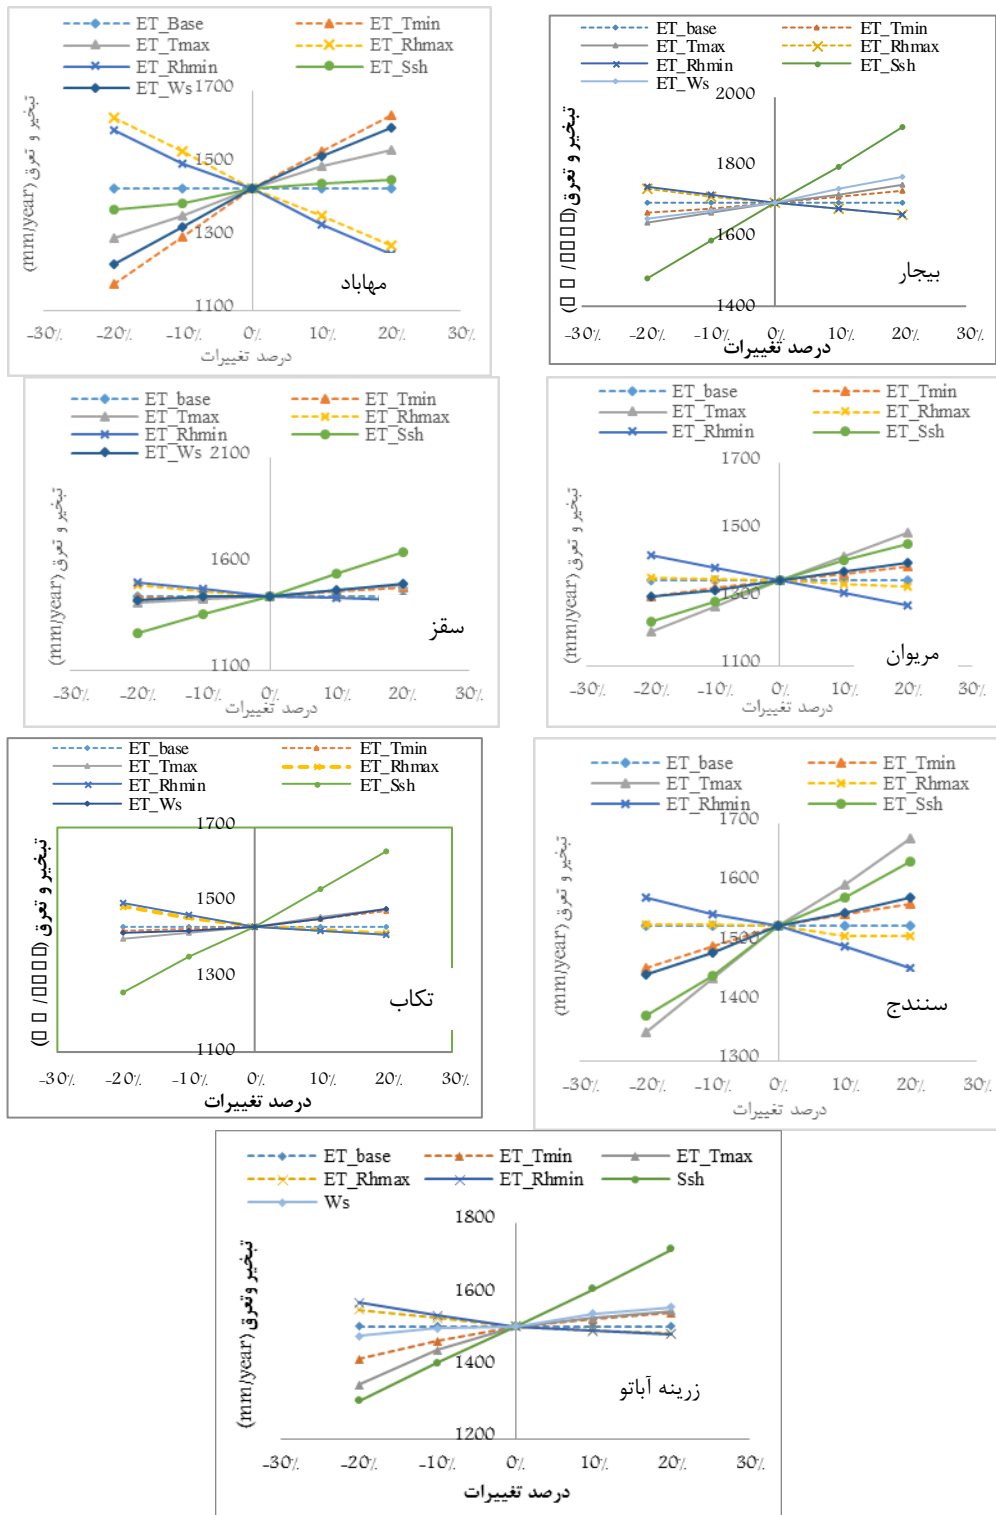 ET_Base ET_Tmin
ET_Tmax ET_Rhmax
ET_Rhmin ET_Ssh
ET_Ws
1700
1500
1300
1100
-30٪ -20٪ -10٪ 0٪ 10٪ 20٪ 30٪
تبخیر و تعرق (mm/year)
درصد تغییرات
مهاباد
ET_base ET_Tmin
ET_Tmax ET_Rhmax
ET_Rhmin ET_Ssh
ET_Ws
2000
1800
1600
1400
-30٪ -20٪ -10٪ 0٪ 10٪ 20٪ 30٪
تبخیر و تعرق
درصد تغییرات
بیجار
ET_base ET_Tmin
ET_Tmax ET_Rhmax
ET_Rhmin ET_Ssh
ET_Ws
2100
1600
1100
-30٪ -20٪ -10٪ 0٪ 10٪ 20٪ 30٪
تبخیر و تعرق (mm/year)
درصد تغییرات
سقز
ET_base ET_Tmin
ET_Tmax ET_Rhmax
ET_Rhmin ET_Ssh
1700
1500
1300
1100
-30٪ -20٪ -10٪ 0٪ 10٪ 20٪ 30٪
تبخیر و تعرق (mm/year)
درصد تغییرات
مریوان
ET_base ET_Tmin
ET_Tmax ET_Rhmax
ET_Rhmin ET_Ssh
ET_Ws
1700
1500
1300
1100
-30٪ -20٪ -10٪ 0٪ 10٪ 20٪ 30٪
تبخیر و تعرق
درصد تغییرات
تکاب
ET_base ET_Tmin
ET_Tmax ET_Rhmax
ET_Rhmin ET_Ssh
1700
1600
1500
1400
1300
-30٪ -20٪ -10٪ 0٪ 10٪ 20٪ 30٪
تبخیر و تعرق (mm/year)
درصد تغییرات
سنندج
ET_base ET_Tmin ET_Tmax
ET_Rhmax ET_Rhmin Ssh
Ws
1800
1600
1400
1200
-30٪ -20٪ -10٪ 0٪ 10٪ 20٪ 30٪
تبخیر و تعرق (mm/year)
درصد تغییرات
زرینه آباتو